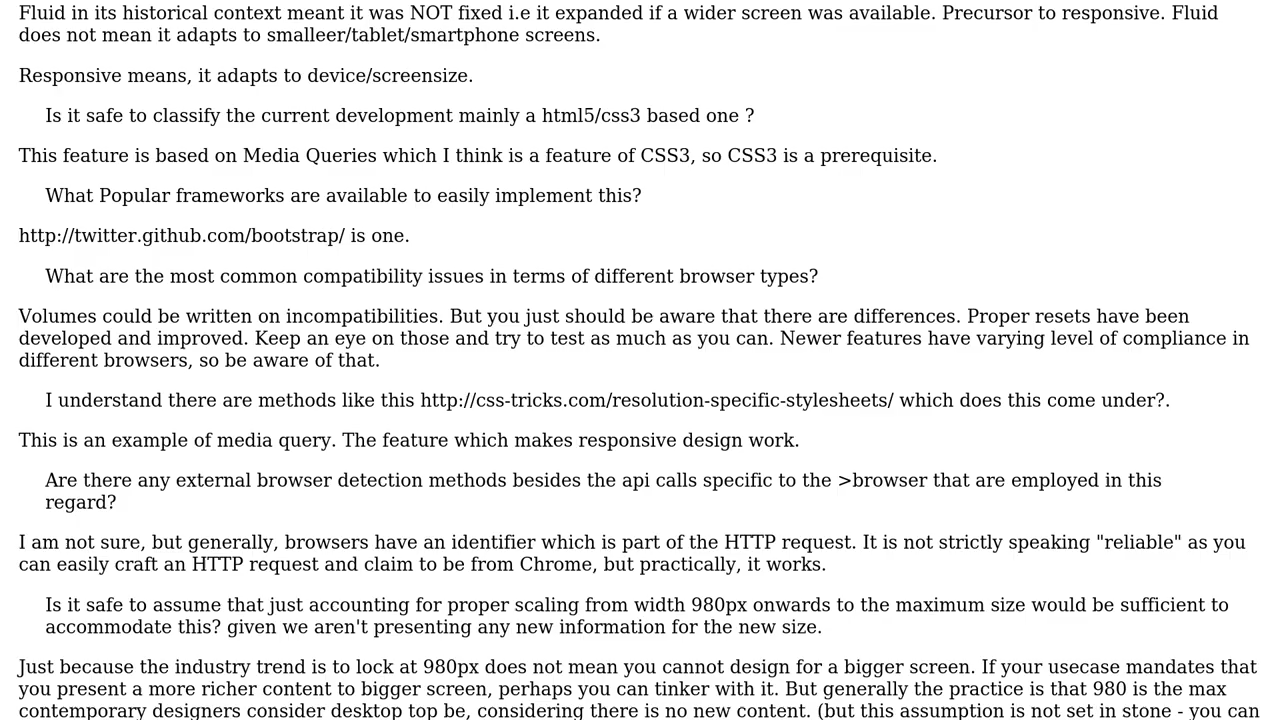 Fluid in its historical context meant it was NOT fixed i.e it expanded if a wider screen was available. Precursor to responsive. Fluid
does not mean it adapts to smalleer/tablet/smartphone screens.
Responsive means, it adapts to device/screensize.
Is it safe to classify the current development mainly a html5/css3 based one ?
This feature is based on Media Queries which I think is a feature of CSS3, so CSS3 is a prerequisite.
What Popular frameworks are available to easily implement this?
http://twitter.github.com/bootstrap/ is one.
What are the most common compatibility issues in terms of different browser types?
Volumes could be written on incompatibilities. But you just should be aware that there are differences. Proper resets have been
developed and improved. Keep an eye on those and try to test as much as you can. Newer features have varying level of compliance in
different browsers, so be aware of that.
I understand there are methods like this http://css-tricks.com/resolution-specific-stylesheets/ which does this come under?.
This is an example of media query. The feature which makes responsive design work.
Are there any external browser detection methods besides the api calls specific to the >browser that are employed in this
regard?
I am not sure, but generally, browsers have an identifier which is part of the HTTP request. It is not strictly speaking "reliable" as you
can easily craft an HTTP request and claim to be from Chrome, but practically, it works.
Is it safe to assume that just accounting for proper scaling from width 980px onwards to the maximum size would be sufficient to
accommodate this? given we aren't presenting any new information for the new size.
Just because the industry trend is to lock at 980px does not mean you cannot design for a bigger screen. If your usecase mandates that
you present a more richer content to bigger screen, perhaps you can tinker with it. But generally the practice is that 980 is the max
contemporary designers consider desktop top be, considering there is no new content. (but this assumption is not set in stone - you can